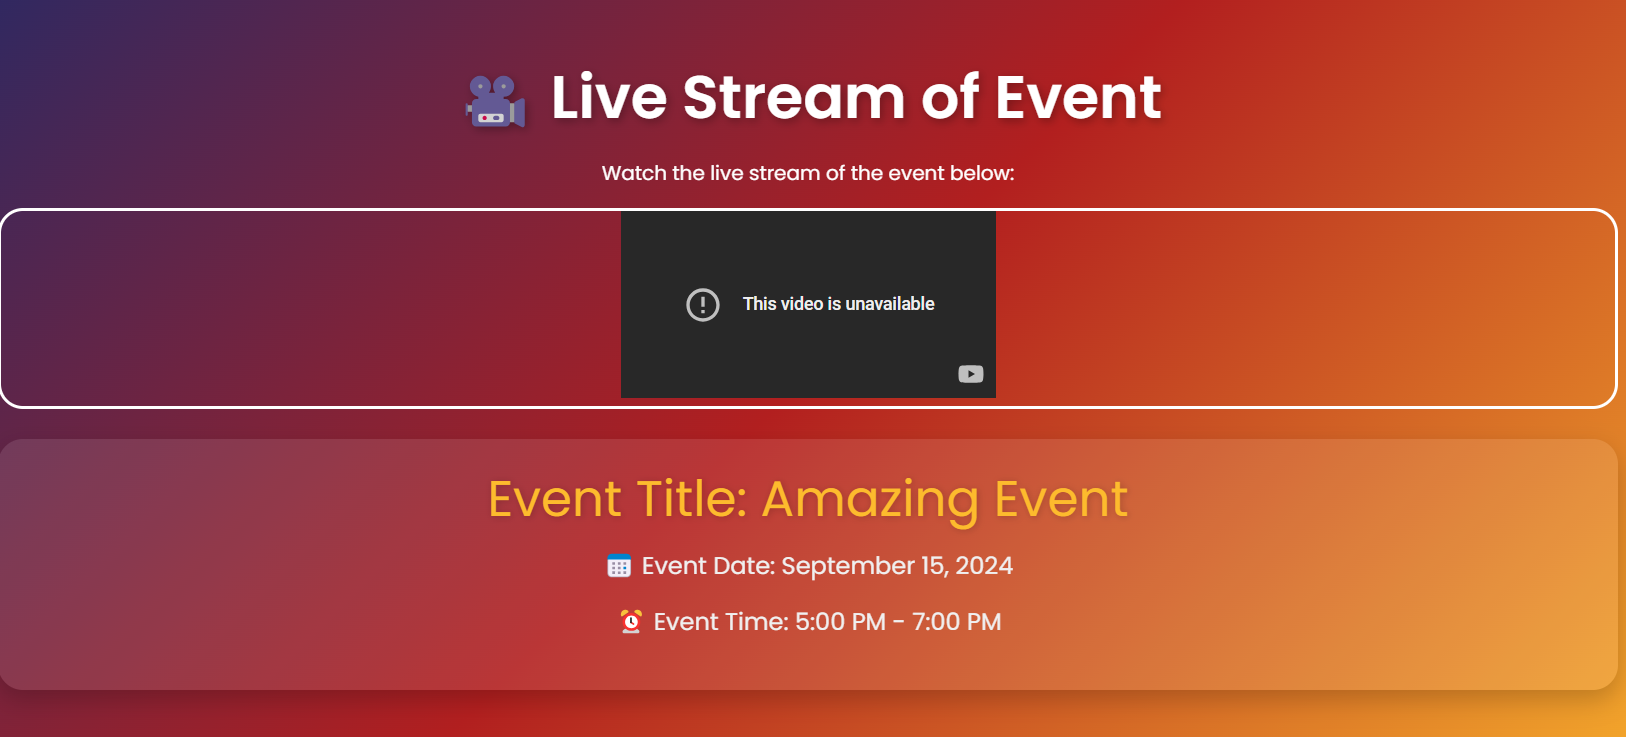 Live Stream of Event
Watch the live stream of the event below:
This video is unavailable
Event Title: Amazing Event
Event Date: September 15, 2024
Event Time: 5:00 PM - 7:00 PM